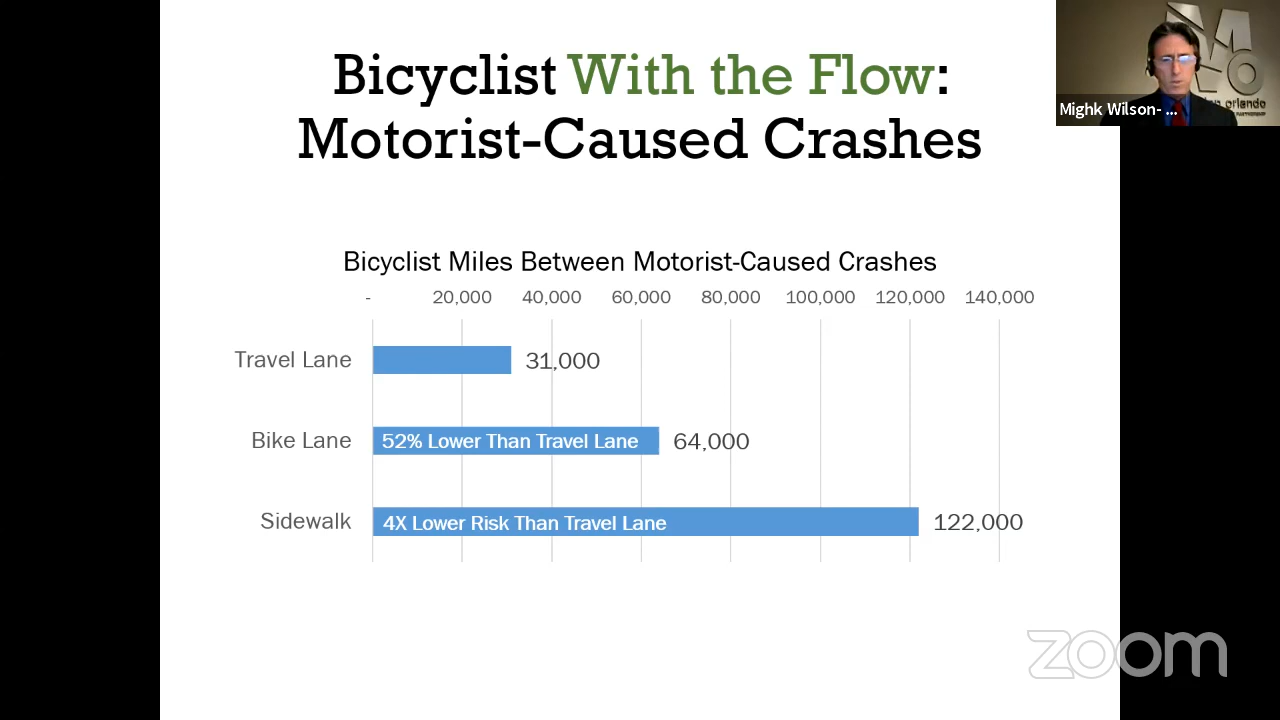 Bicyclist With the Flow:
Motorist-Caused Crashes
Mighk Wilson- ...
orlando
Bicyclist Miles Between Motorist-Caused Crashes
- 20,000 40,000 60,000 80,000 100,000 120,000 140,000
Travel Lane 31,000
Bike Lane 52% Lower Than Travel Lane 64,000
Sidewalk 4X Lower Risk Than Travel Lane 122,000
zoom